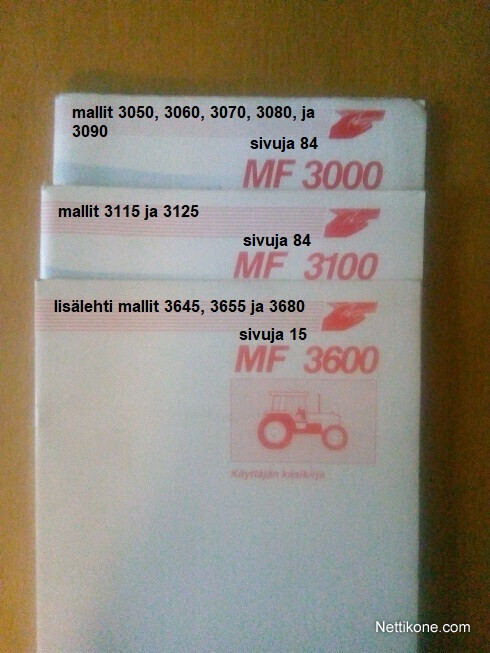 mallit 3050, 3060, 3070, 3080, ja
3090
sivuja 84
MF 3000
mallit 3115 ja 3125
sivuja 84
MF 3100
lisälehti mallit 3645, 3655 ja 3680
sivuja 15
MF 3600
Käyttäjän käsikirja
Nettikone.com